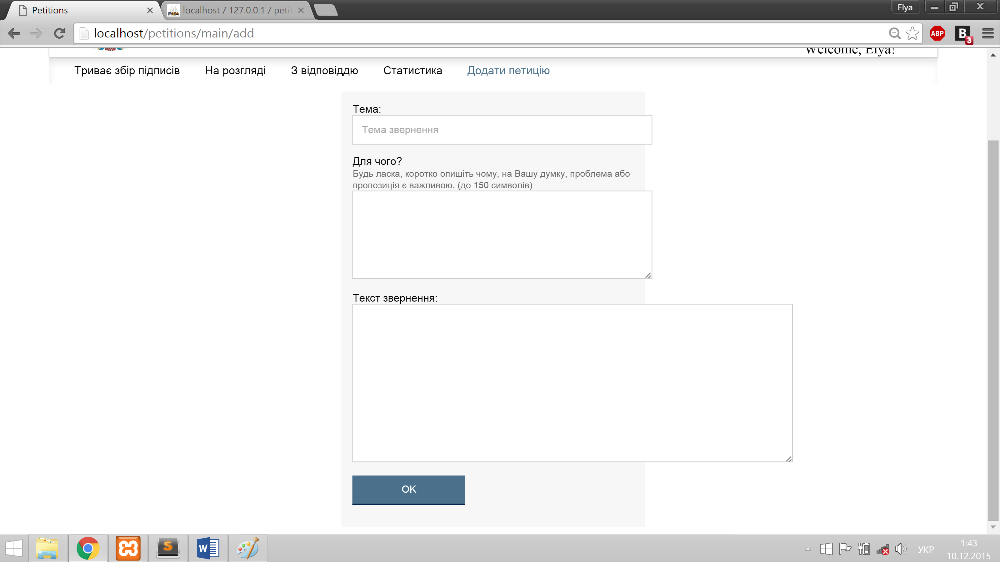 Petitions
localhost / 127.0.0.1 / petit
Elya
localhost/petitions/main/add
ABP
B
3
Welcome, Elya!
Триває збір підписів На розгляді З відповіддю Статистика Додати петицію
Тема:
Тема звернення
Для чого?
Будь ласка, коротко опишіть чому, на Вашу думку, проблема або
пропозиція є важливою. (до 150 символів)
Текст звернення:
OK
УКР
1:43
10.12.2015
PMA
S
W